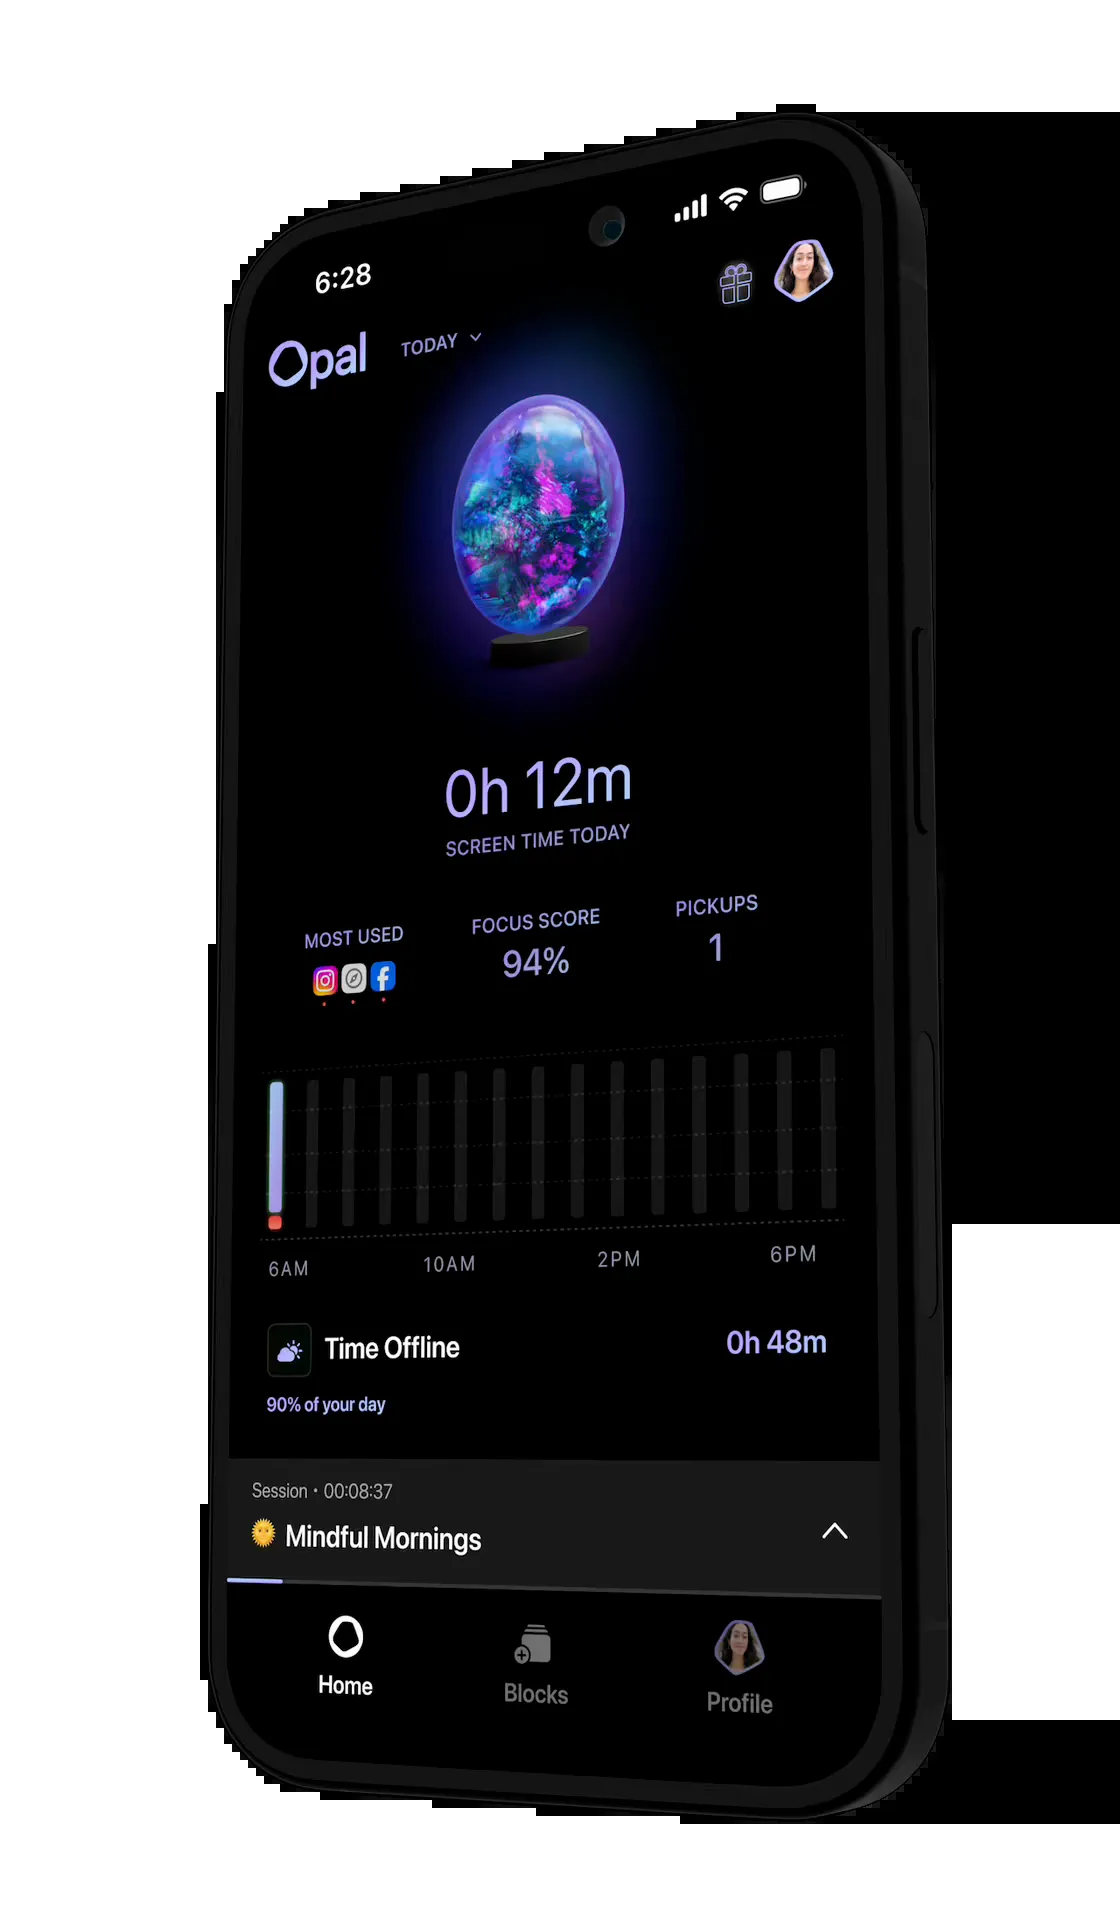 6:28
Opal TODAY
0h 12m
SCREEN TIME TODAY
MOST USED
FOCUS SCORE
94%
PICKUPS
1
6AM 10AM 2PM 6PM
Time Offline 0h 48m
90% of your day
Session • 00:08:37
Mindful Mornings
Home Blocks Profile